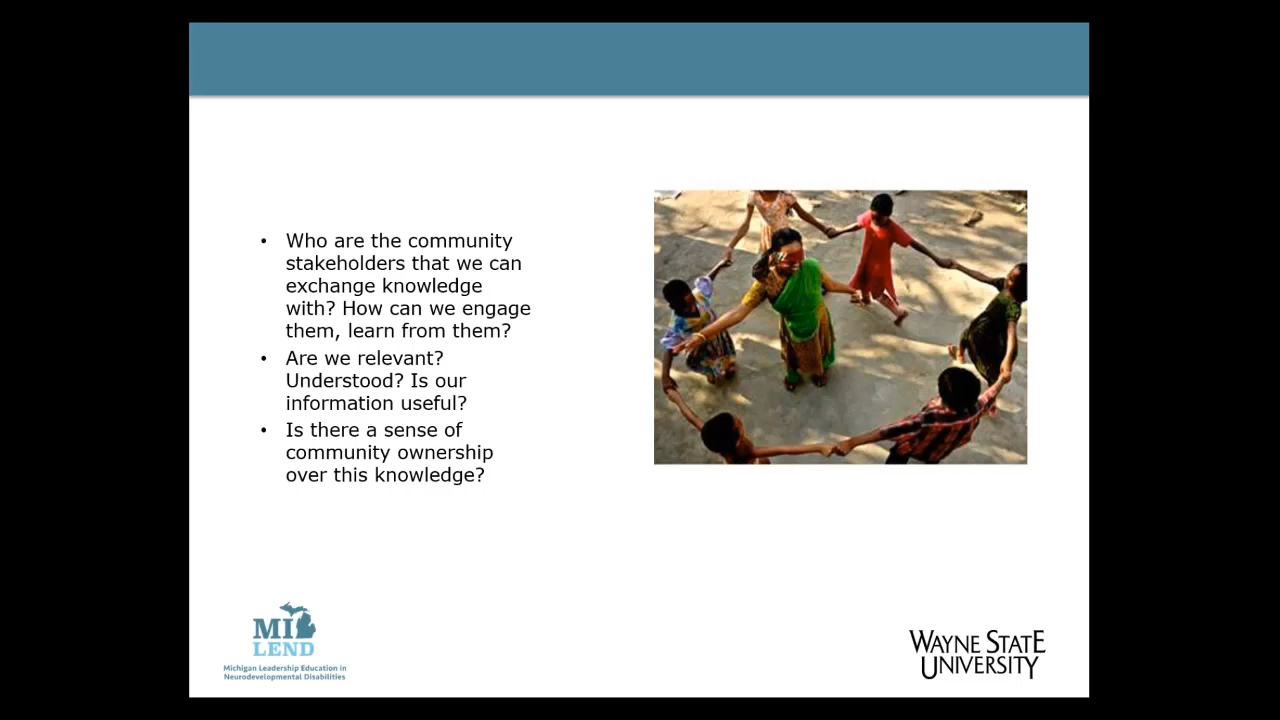 • Who are the community
stakeholders that we can
exchange knowledge
with? How can we engage
them, learn from them?
• Are we relevant?
Understood? Is our
information useful?
• Is there a sense of
community ownership
over this knowledge?
MI
LEND
Michigan Leadership Education in
Neurodevelopmental Disabilities
WAYNE STATE
UNIVERSITY